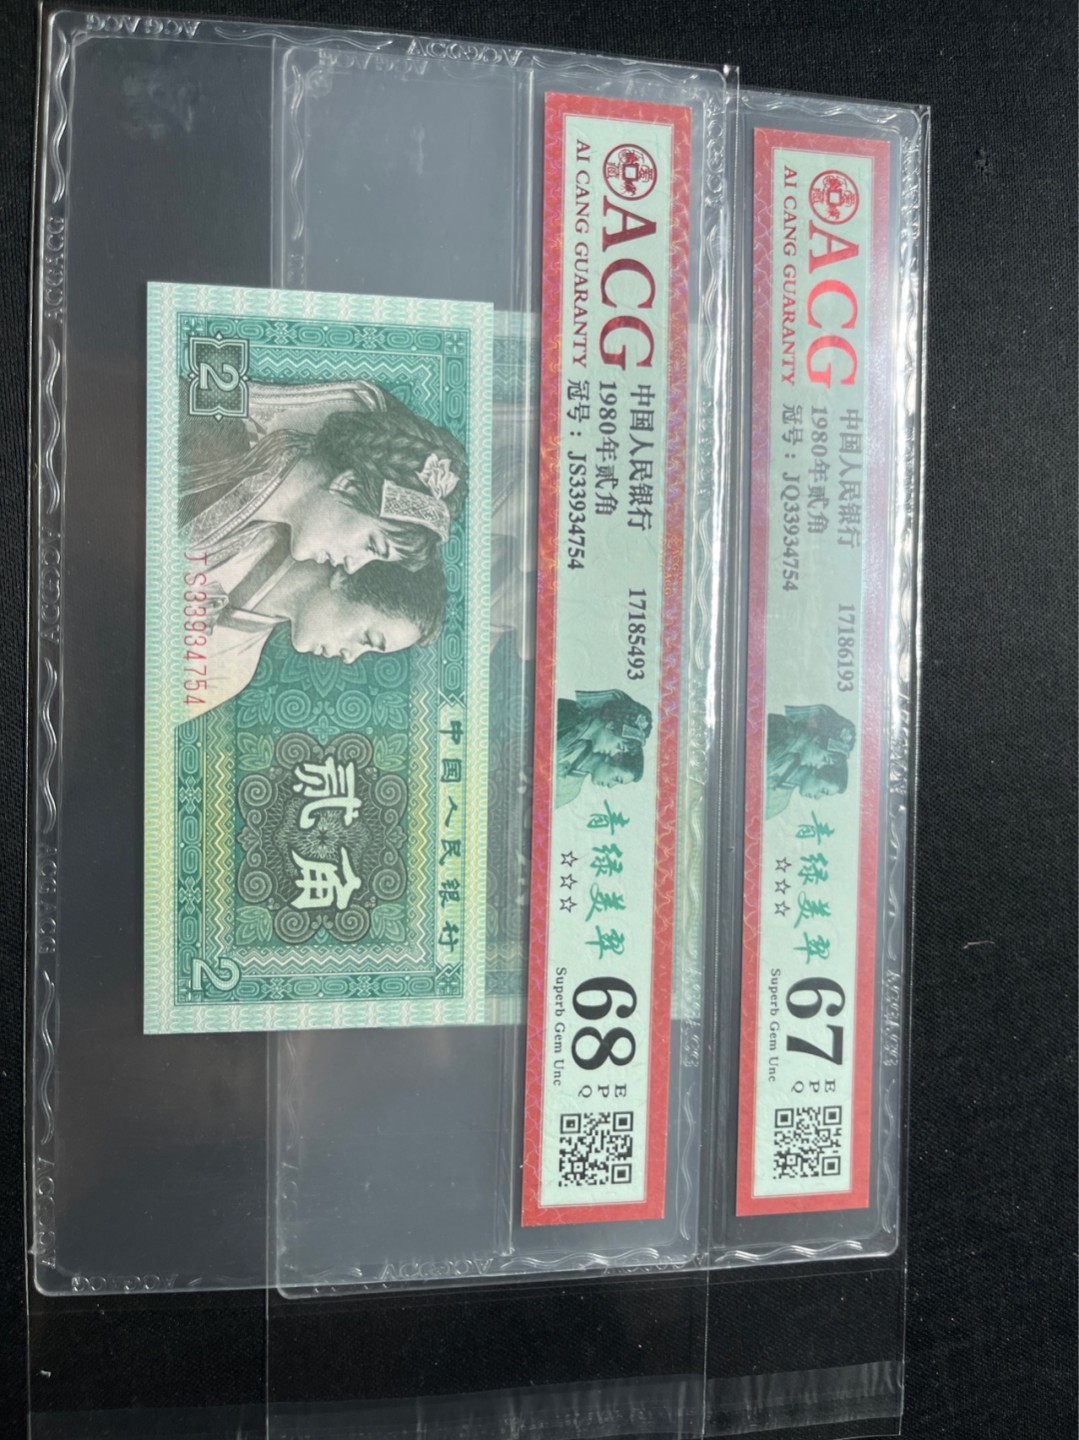 ACG
AI CANG GUARANTY
中国人民银行 17186193
1980年贰角
冠号：JQ33934754
青绿美翠
☆☆☆
67 EPQ
Superb Gem Unc
ACG
AI CANG GUARANTY
中国人民银行 17185493
1980年贰角
冠号：JS33934754
青绿美翠
☆☆☆
68 EPQ
Superb Gem Unc
中国人民银行
贰角
2
2
JS33934754